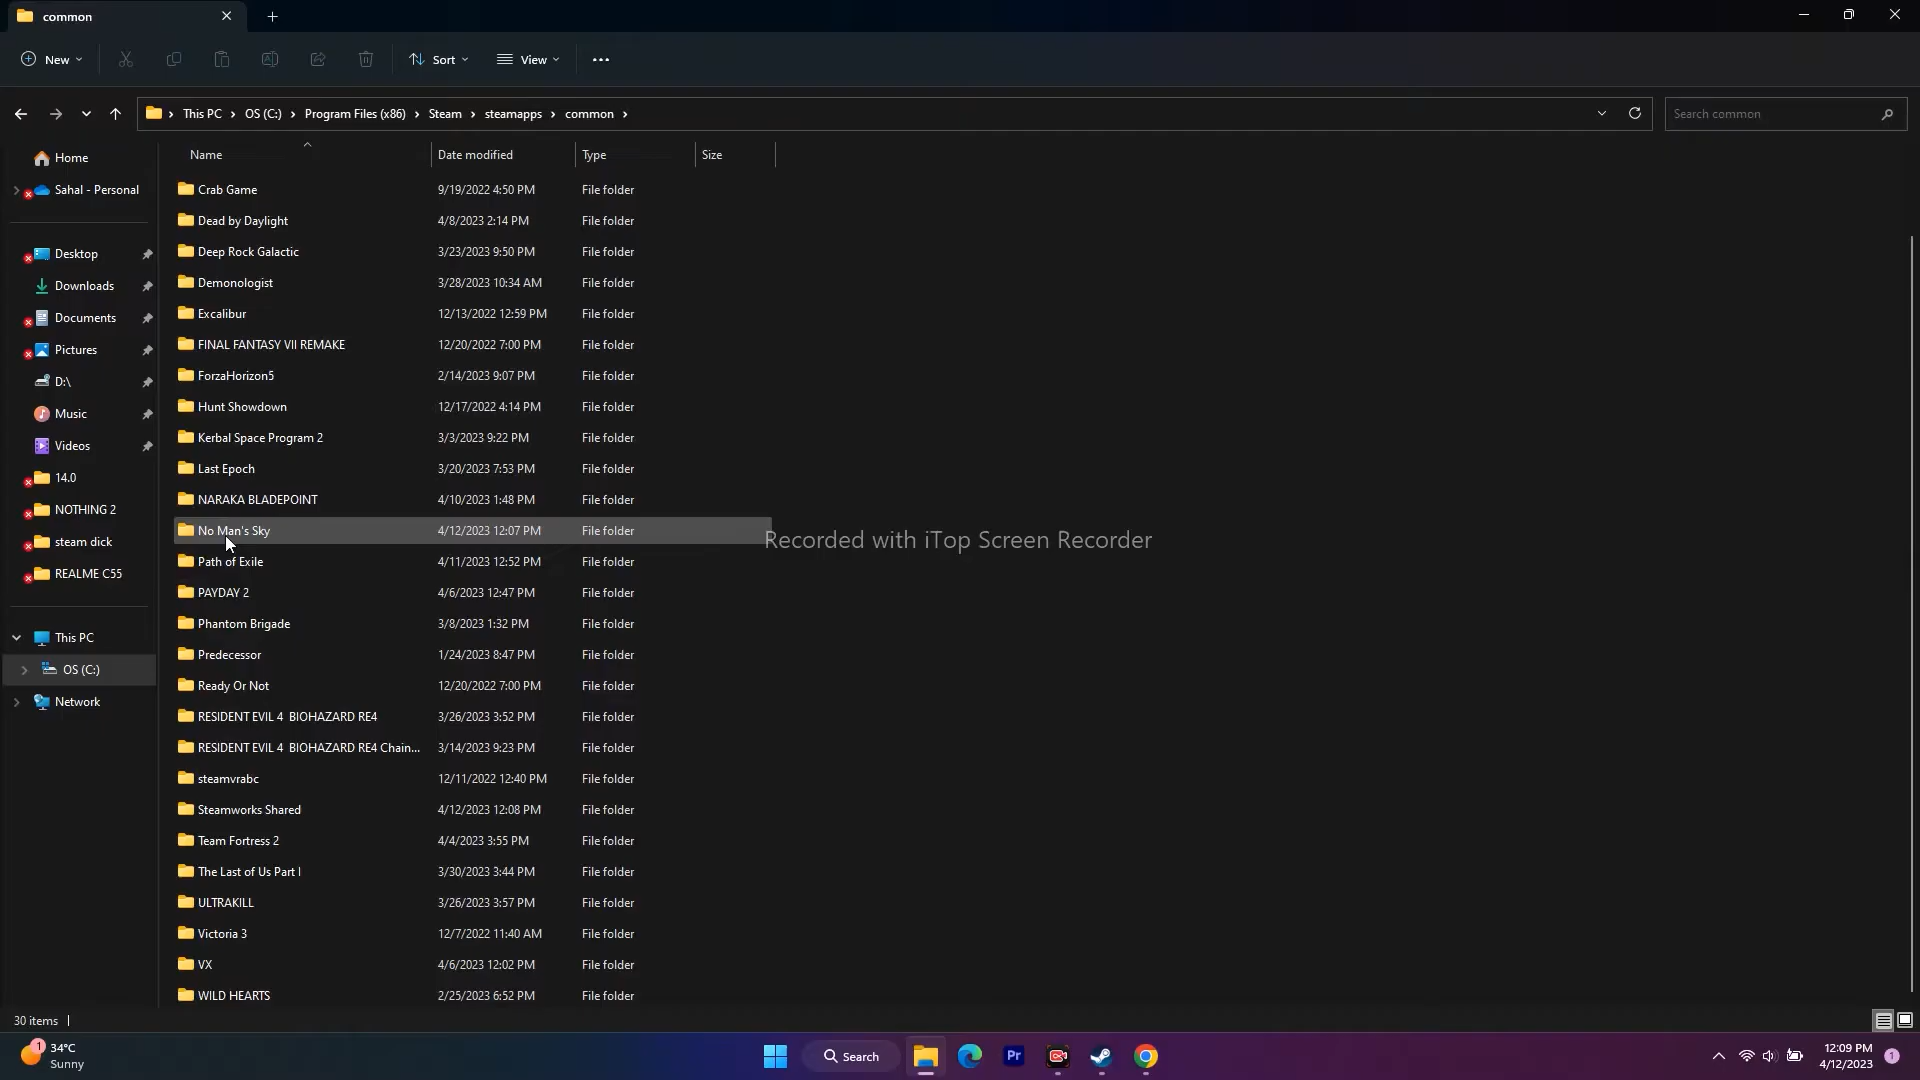 common
New
Sort
View
This PC > OS (C:) > Program Files (x86) > Steam > steamapps > common >
Search common
Name Date modified Type Size
Home
Sahal - Personal
Desktop
Downloads
Documents
Pictures
D:\
Music
Videos
14.0
NOTHING 2
steam dick
REALME C55
This PC
OS (C:)
Network
Crab Game 9/19/2022 4:50 PM File folder
Dead by Daylight 4/8/2023 2:14 PM File folder
Deep Rock Galactic 3/23/2023 9:50 PM File folder
Demonologist 3/28/2023 10:34 AM File folder
Excalibur 12/13/2022 12:59 PM File folder
FINAL FANTASY VII REMAKE 12/20/2022 7:00 PM File folder
ForzaHorizon5 2/14/2023 9:07 PM File folder
Hunt Showdown 12/17/2022 4:14 PM File folder
Kerbal Space Program 2 3/3/2023 9:22 PM File folder
Last Epoch 3/20/2023 7:53 PM File folder
NARAKA BLADEPOINT 4/10/2023 1:48 PM File folder
No Man's Sky 4/12/2023 12:07 PM File folder
Path of Exile 4/11/2023 12:52 PM File folder
PAYDAY 2 4/6/2023 12:47 PM File folder
Phantom Brigade 3/8/2023 1:32 PM File folder
Predecessor 1/24/2023 8:47 PM File folder
Ready Or Not 12/20/2022 7:00 PM File folder
RESIDENT EVIL 4 BIOHAZARD RE4 3/26/2023 3:52 PM File folder
RESIDENT EVIL 4 BIOHAZARD RE4 Chain... 3/14/2023 9:23 PM File folder
steamvrabc 12/11/2022 12:40 PM File folder
Steamworks Shared 4/12/2023 12:08 PM File folder
Team Fortress 2 4/4/2023 3:55 PM File folder
The Last of Us Part I 3/30/2023 3:44 PM File folder
ULTRAKILL 3/26/2023 3:57 PM File folder
Victoria 3 12/7/2022 11:40 AM File folder
VX 4/6/2023 12:02 PM File folder
WILD HEARTS 2/25/2023 6:52 PM File folder
Recorded with iTop Screen Recorder
30 items
1
34°C
Sunny
Search
Pr
12:09 PM
4/12/2023
1